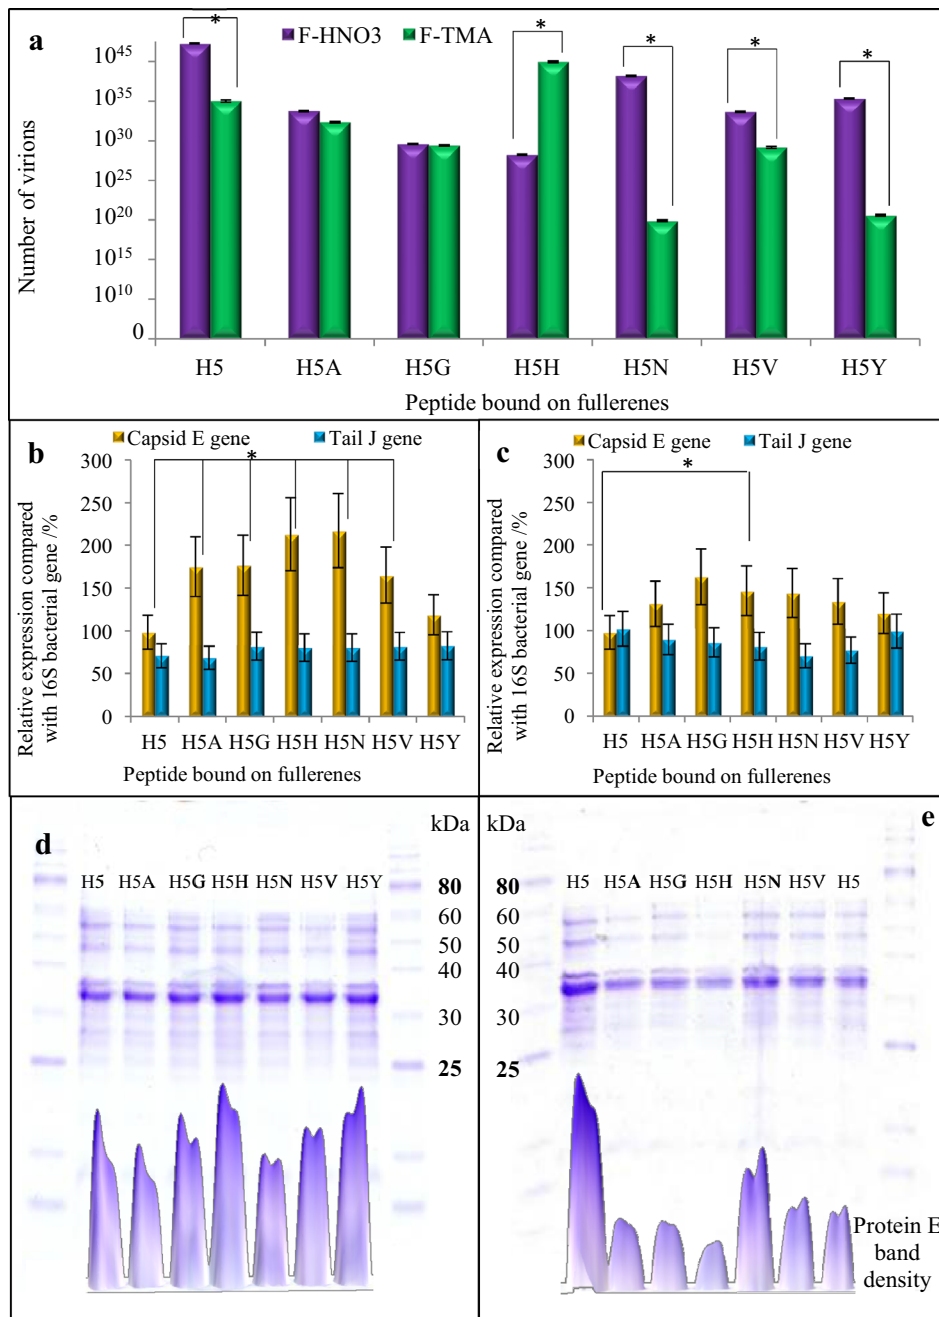 a
F-HNO3 F-TMA
*
*
*
*
*
Number of virions
10^45
10^35
10^30
10^25
10^20
10^15
10^10
0
H5 H5A H5G H5H H5N H5V H5Y
Peptide bound on fullerenes
b
Capsid E gene Tail J gene
*
Relative expression compared
with 16S bacterial gene /%
300
250
200
150
100
50
0
H5 H5A H5G H5H H5N H5V H5Y
Peptide bound on fullerenes
c
Capsid E gene Tail J gene
*
Relative expression compared
with 16S bacterial gene /%
300
250
200
150
100
50
0
H5 H5A H5G H5H H5N H5V H5Y
Peptide bound on fullerenes
d
kDa
H5 H5A H5G H5H H5N H5V H5Y
80
60
50
40
30
25
e
kDa
H5 H5A H5G H5H H5N H5V H5
80
60
50
40
30
25
Protein E
band
density